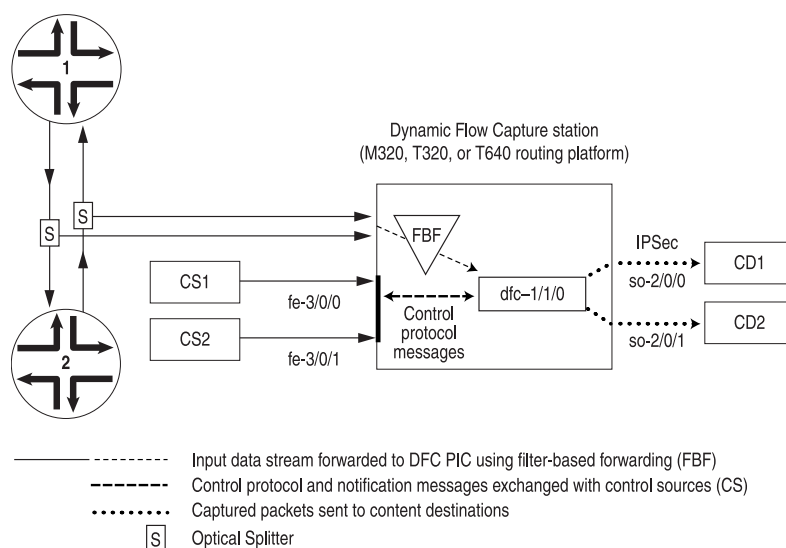 1
Dynamic Flow Capture station
(M320, T320, or T640 routing platform)
S
S
FBF
IPSec
CD1
CS1
dfc–1/1/0
so-2/0/0
fe-3/0/0
Control
protocol
messages
CS2
CD2
so-2/0/1
fe-3/0/1
2
Input data stream forwarded to DFC PIC using filter-based forwarding (FBF)
Control protocol and notification messages exchanged with control sources (CS)
Captured packets sent to content destinations
S Optical Splitter